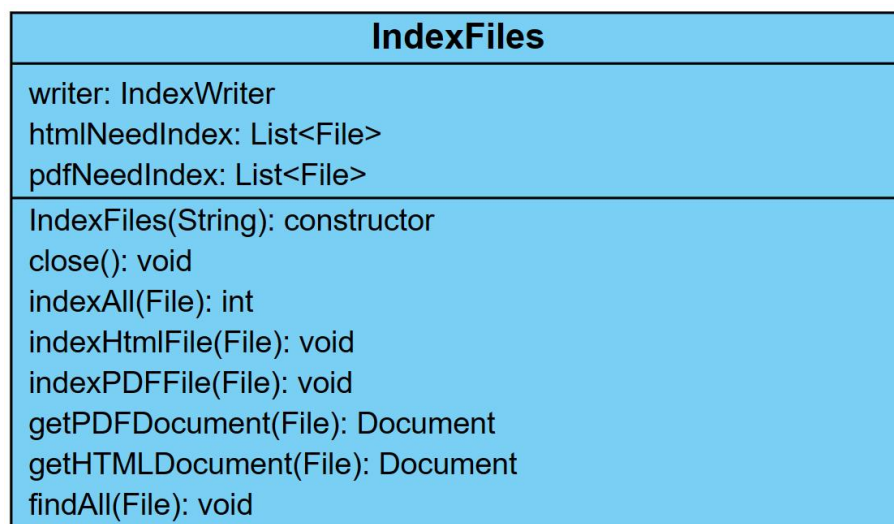 IndexFiles
writer: IndexWriter
htmlNeedIndex: List<File>
pdfNeedIndex: List<File>
IndexFiles(String): constructor
close(): void
indexAll(File): int
indexHtmlFile(File): void
indexPDFFile(File): void
getPDFDocument(File): Document
getHTMLDocument(File): Document
findAll(File): void